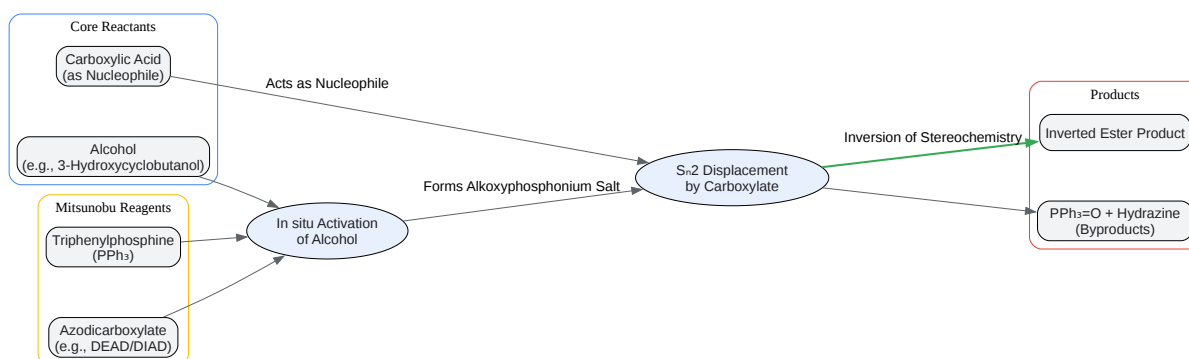 Core Reactants
Carboxylic Acid
(as Nucleophile)
Acts as Nucleophile
Alcohol
(e.g., 3-Hydroxycyclobutanol)
Mitsunobu Reagents
Triphenylphosphine
(PPh₃)
Azodicarboxylate
(e.g., DEAD/DIAD)
In situ Activation
of Alcohol
Forms Alkoxyphosphonium Salt
Sₙ2 Displacement
by Carboxylate
Inversion of Stereochemistry
Products
Inverted Ester Product
PPh₃=O + Hydrazine
(Byproducts)